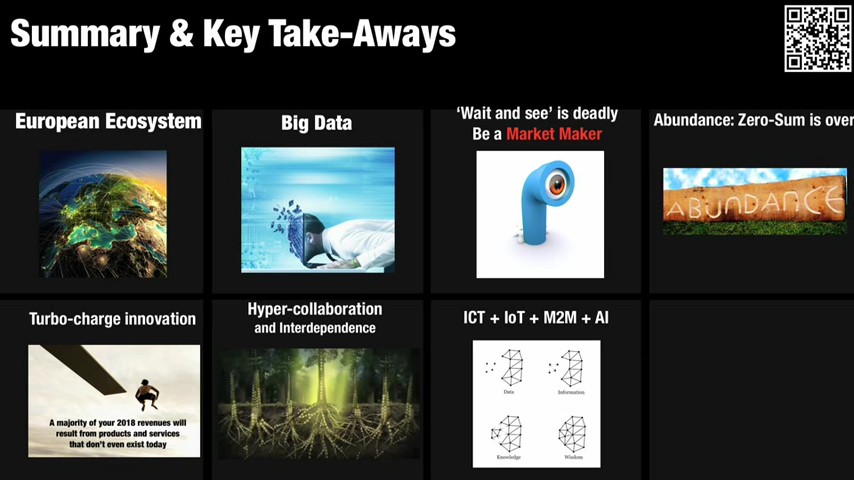 Summary & Key Take-Aways
European Ecosystem
Big Data
‘Wait and see’ is deadly
Be a Market Maker
Abundance: Zero-Sum is over
ABUNDANCE
Turbo-charge innovation
A majority of your 2018 revenues will
result from products and services
that don't even exist today
Hyper-collaboration
and Interdependence
ICT + IoT + M2M + AI
Data
Information
Knowledge
Wisdom